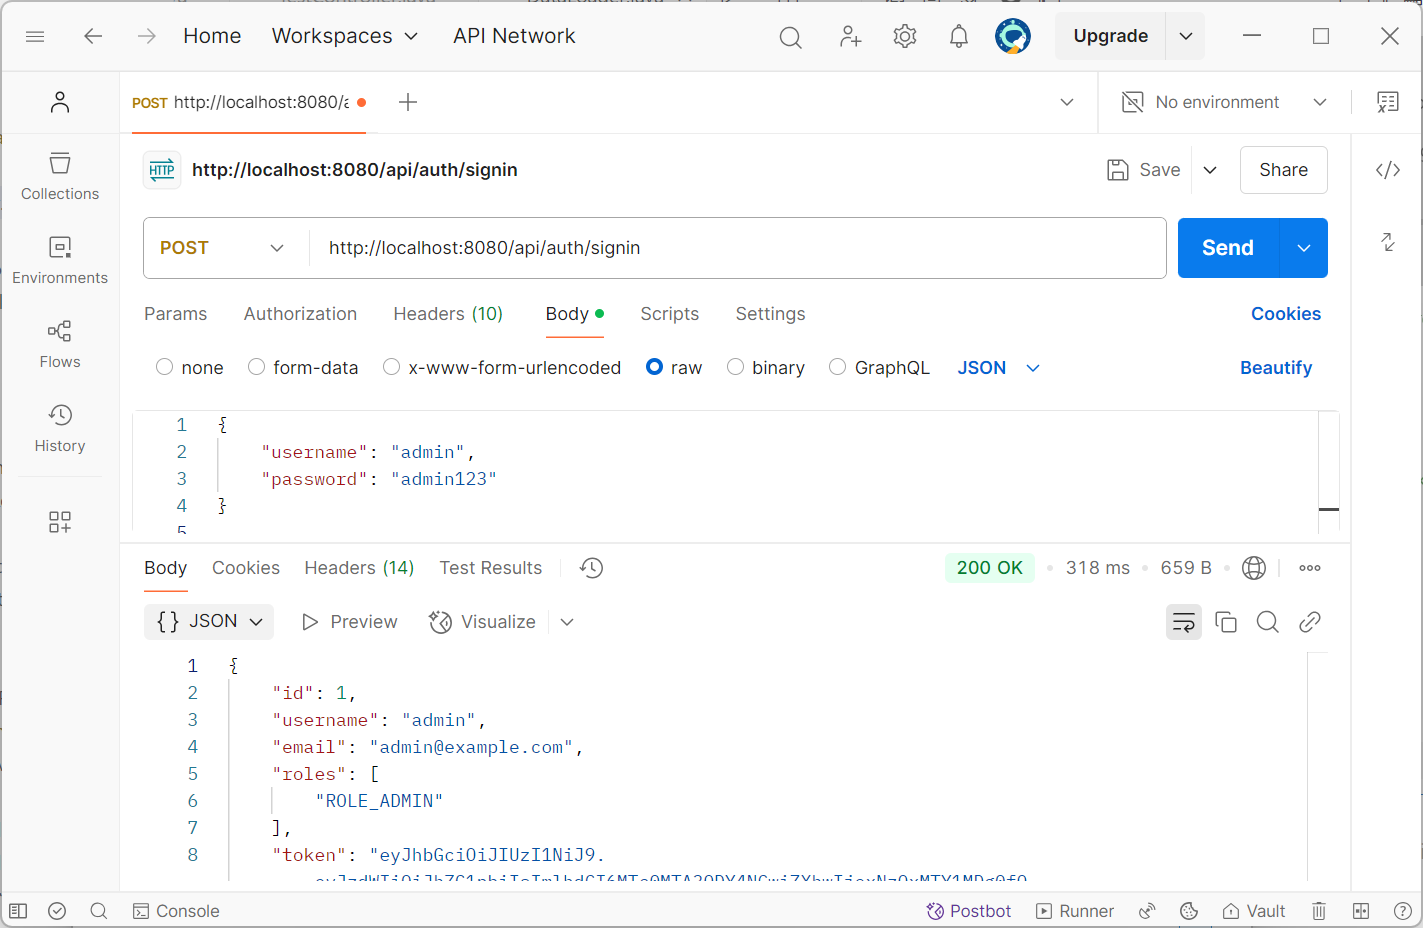 Home Workspaces API Network Upgrade
POST http://localhost:8080/a No environment
HTTP http://localhost:8080/api/auth/signin Save Share
Collections
Environments
Flows
History
POST http://localhost:8080/api/auth/signin Send
Params Authorization Headers (10) Body Scripts Settings Cookies
none form-data x-www-form-urlencoded raw binary GraphQL JSON Beautify
1 {
2 "username": "admin",
3 "password": "admin123"
4 }
5
Body Cookies Headers (14) Test Results 200 OK 318 ms 659 B
{} JSON Preview Visualize
1 {
2 "id": 1,
3 "username": "admin",
4 "email": "admin@example.com",
5 "roles": [
6 "ROLE_ADMIN"
7 ],
8 "token": "eyJhbGciOiJIUzI1NiJ9.
Console Postbot Runner Vault